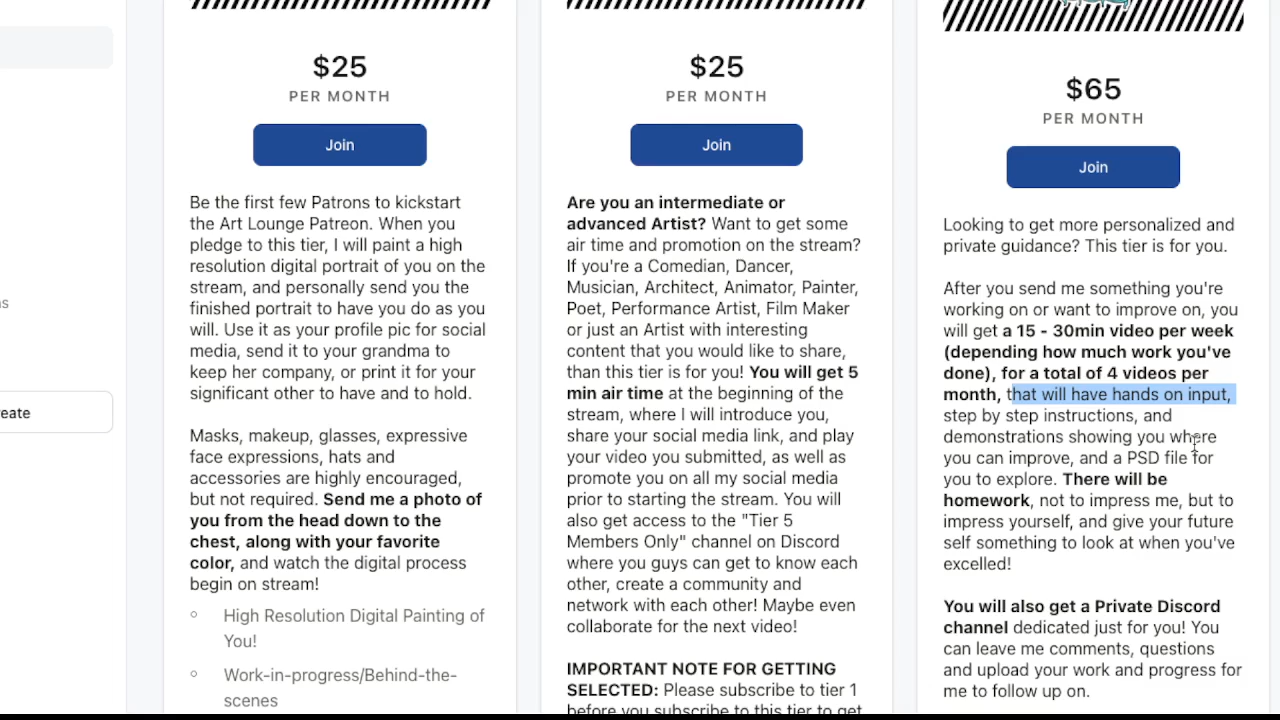 s
eate
$25
PER MONTH
Join
Be the first few Patrons to kickstart
the Art Lounge Patreon. When you
pledge to this tier, I will paint a high
resolution digital portrait of you on the
stream, and personally send you the
finished portrait to have you do as you
will. Use it as your profile pic for social
media, send it to your grandma to
keep her company, or print it for your
significant other to have and to hold.
Masks, makeup, glasses, expressive
face expressions, hats and
accessories are highly encouraged,
but not required. Send me a photo of
you from the head down to the
chest, along with your favorite
color, and watch the digital process
begin on stream!
High Resolution Digital Painting of
You!
Work-in-progress/Behind-the-
scenes
$25
PER MONTH
Join
Are you an intermediate or
advanced Artist? Want to get some
air time and promotion on the stream?
If you're a Comedian, Dancer,
Musician, Architect, Animator, Painter,
Poet, Performance Artist, Film Maker
or just an Artist with interesting
content that you would like to share,
than this tier is for you! You will get 5
min air time at the beginning of the
stream, where I will introduce you,
share your social media link, and play
your video you submitted, as well as
promote you on all my social media
prior to starting the stream. You will
also get access to the "Tier 5
Members Only" channel on Discord
where you guys can get to know each
other, create a community and
network with each other! Maybe even
collaborate for the next video!
IMPORTANT NOTE FOR GETTING
SELECTED: Please subscribe to tier 1
before you subscribe to this tier to get
$65
PER MONTH
Join
Looking to get more personalized and
private guidance? This tier is for you.
After you send me something you're
working on or want to improve on, you
will get a 15 - 30min video per week
(depending how much work you've
done), for a total of 4 videos per
month, that will have hands on input,
step by step instructions, and
demonstrations showing you where
you can improve, and a PSD file for
you to explore. There will be
homework, not to impress me, but to
impress yourself, and give your future
self something to look at when you've
excelled!
You will also get a Private Discord
channel dedicated just for you! You
can leave me comments, questions
and upload your work and progress for
me to follow up on.